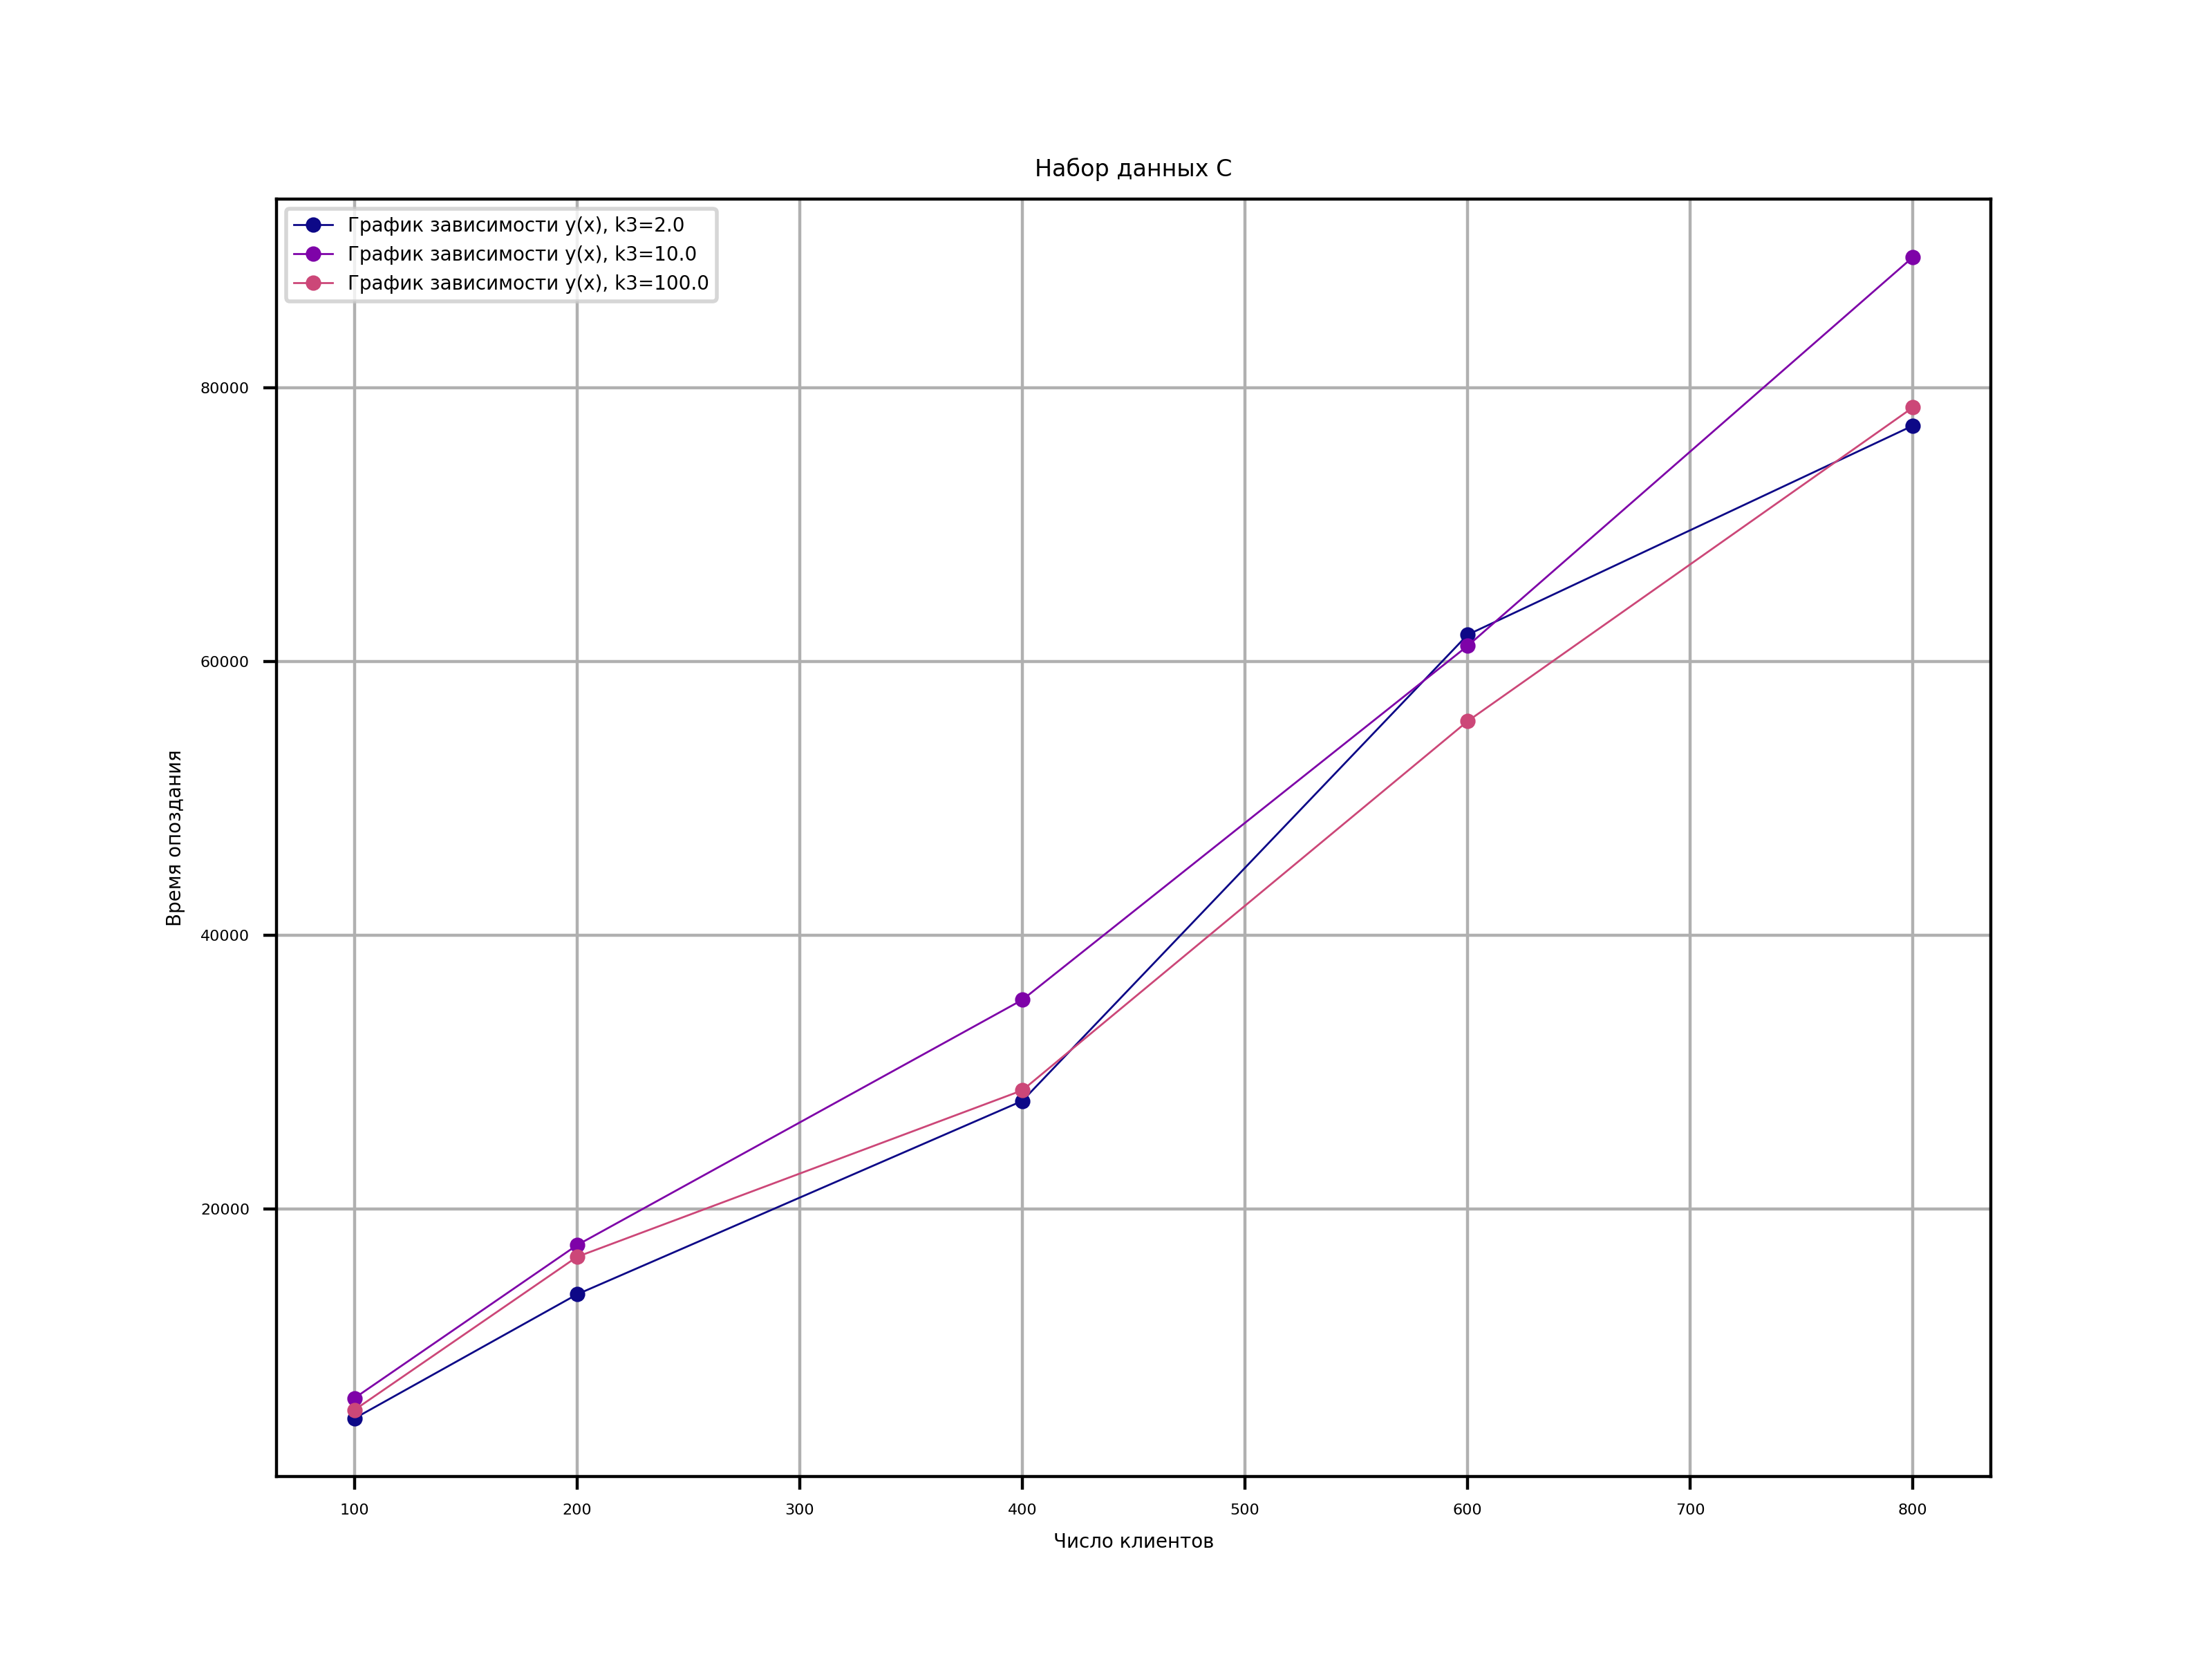 Набор данных C
График зависимости y(x), k3=2.0
График зависимости y(x), k3=10.0
График зависимости y(x), k3=100.0
80000
60000
40000
20000
Время опоздания
100 200 300 400 500 600 700 800
Число клиентов